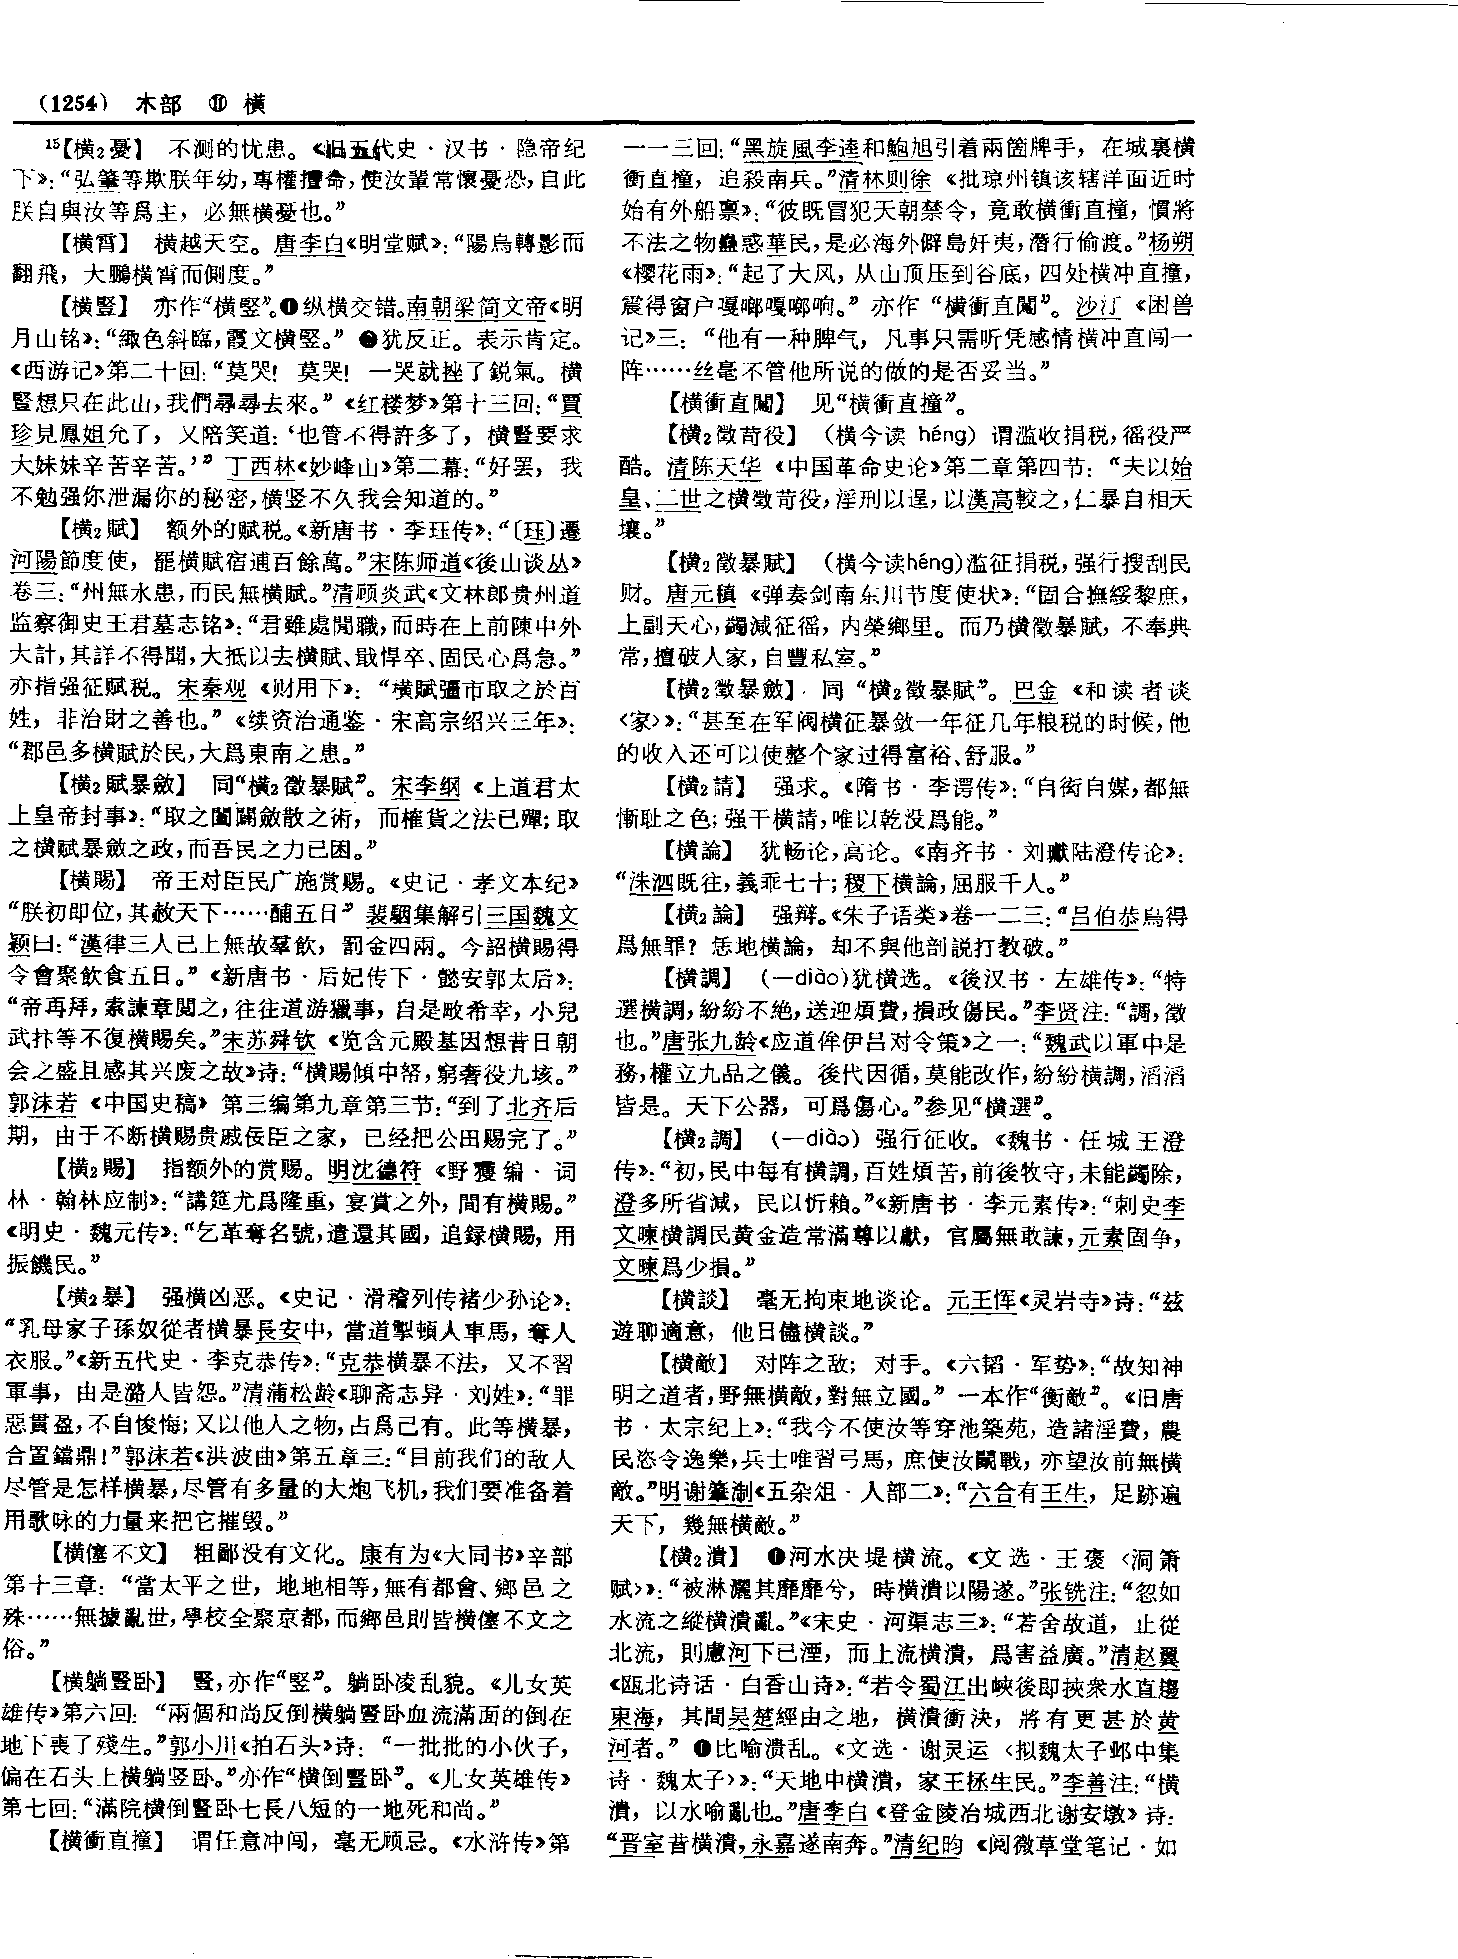 (1254) 木部 ⑪ 横
¹⁵【横₂憂】 不测的忧患。《旧五代史·汉书·隐帝纪
下》：“弘肇等欺朕年幼，專權擅命，使汝輩常懷憂恐，自此
朕自與汝等爲主，必無横憂也。”
【横霄】 横越天空。唐李白《明堂赋》：“陽烏轉影而
翻飛，大鵬横霄而側度。”
【横豎】 亦作“横竪”。❶纵横交错。南朝梁简文帝《明
月山铭》：“緻色斜臨，霞文横竪。” ❷犹反正。表示肯定。
《西游记》第二十回：“莫哭！莫哭！一哭就挫了鋭氣。横
豎想只在此山，我們尋尋去來。”《红楼梦》第十三回：“賈
珍見鳳姐允了，又陪笑道：‘也管不得許多了，横豎要求
大妹妹辛苦辛苦。’” 丁西林《妙峰山》第二幕：“好罢，我
不勉强你泄漏你的秘密，横竖不久我会知道的。”
【横₂賦】 额外的赋税。《新唐书·李珏传》：“〔珏〕遷
河陽節度使，罷横賦宿逋百餘萬。”宋陈师道《後山谈丛》
卷三：“州無水患，而民無横賦。”清顾炎武《文林郎贵州道
监察御史王君墓志铭》：“君雖處閒職，而時在上前陳中外
大計，其詳不得聞，大抵以去横賦、戢悍卒、固民心爲急。”
亦指强征赋税。宋秦观《财用下》：“横賦彊市取之於百
姓，非治財之善也。”《续资治通鉴·宋高宗绍兴三年》：
“郡邑多横賦於民，大爲東南之患。”
【横₂賦暴斂】 同“横₂徵暴賦”。宋李纲《上道君太
上皇帝封事》：“取之闔闢斂散之術，而榷貨之法已殫；取
之横賦暴斂之政，而吾民之力已困。”
【横賜】 帝王对臣民广施赏赐。《史记·孝文本纪》
“朕初即位，其赦天下……酺五日” 裴駰集解引三国魏文
颖曰：“漢律三人已上無故羣飲，罰金四兩。今詔横賜得
令會聚飲食五日。”《新唐书·后妃传下·懿安郭太后》：
“帝再拜，索諫章閲之，往往道游獵事，自是畋希幸，小兒
武抃等不復横賜矣。”宋苏舜钦《览含元殿基因想昔日朝
会之盛且感其兴废之故》诗：“横賜傾中帑，窮奢役九垓。”
郭沫若《中国史稿》第三编第九章第三节：“到了北齐后
期，由于不断横赐贵戚佞臣之家，已经把公田赐完了。”
【横₂賜】 指额外的赏赐。明沈德符《野獲编·词
林·翰林应制》：“講筵尤爲隆重，宴賞之外，間有横賜。”
《明史·魏元传》：“乞革奪名號，遣還其國，追録横賜，用
振饑民。”
【横₂暴】 强横凶恶。《史记·滑稽列传褚少孙论》：
“乳母家子孫奴從者横暴長安中，當道掣頓人車馬，奪人
衣服。”《新五代史·李克恭传》：“克恭横暴不法，又不習
軍事，由是潞人皆怨。”清蒲松龄《聊斋志异·刘姓》：“罪
惡貫盈，不自悛悔；又以他人之物，占爲己有。此等横暴，
合置鐺鼎！”郭沫若《洪波曲》第五章三：“目前我们的敌人
尽管是怎样横暴，尽管有多量的大炮飞机，我们要准备着
用歌咏的力量来把它摧毁。”
【横僿不文】 粗鄙没有文化。康有为《大同书》辛部
第十三章：“當太平之世，地地相等，無有都會、鄉邑之
殊……無據亂世，學校全聚京都，而鄉邑則皆横僿不文之
俗。”
【横躺豎卧】 豎，亦作“竖”。躺卧凌乱貌。《儿女英
雄传》第六回：“兩個和尚反倒横躺豎卧血流滿面的倒在
地下喪了殘生。”郭小川《拍石头》诗：“一批批的小伙子，
偏在石头上横躺竖卧。”亦作“横倒豎卧”。《儿女英雄传》
第七回：“滿院横倒豎卧七長八短的一地死和尚。”
【横衝直撞】 谓任意冲闯，毫无顾忌。《水浒传》第
一一三回：“黑旋風李逵和鮑旭引着兩箇牌手，在城裏横
衝直撞，追殺南兵。”清林则徐《批琼州镇该辖洋面近时
始有外船禀》：“彼既冒犯天朝禁令，竟敢横衝直撞，慣將
不法之物蠱惑華民，是必海外僻島奸夷，潛行偷渡。”杨朔
《樱花雨》：“起了大风，从山顶压到谷底，四处横冲直撞，
震得窗户嘎啷嘎啷响。” 亦作“横衝直闖”。沙汀《困兽
记》三：“他有一种脾气，凡事只需听凭感情横冲直闯一
阵……丝毫不管他所说的做的是否妥当。”
【横衝直闖】 见“横衝直撞”。
【横₂徵苛役】 （横今读 héng）谓滥收捐税，徭役严
酷。清陈天华《中国革命史论》第二章第四节：“夫以始
皇、二世之横徵苛役，淫刑以逞，以漢高較之，仁暴自相天
壤。”
【横₂徵暴賦】 （横今读héng）滥征捐税，强行搜刮民
财。唐元稹《弹奏剑南东川节度使状》：“固合撫綏黎庶，
上副天心，蠲減征徭，内榮鄉里。而乃横徵暴賦，不奉典
常，擅破人家，自豐私室。”
【横₂徵暴斂】 同“横₂徵暴賦”。巴金《和读者谈
〈家〉》：“甚至在军阀横征暴敛一年征几年粮税的时候，他
的收入还可以使整个家过得富裕、舒服。”
【横₂請】 强求。《隋书·李谔传》：“自衒自媒，都無
慚耻之色；强干横請，唯以乾没爲能。”
【横論】 犹畅论，高论。《南齐书·刘瓛陆澄传论》：
“洙泗既往，義乖七十；稷下横論，屈服千人。”
【横₂論】 强辩。《朱子语类》卷一二三：“吕伯恭烏得
爲無罪？恁地横論，却不與他剖説打教破。”
【横調】 （一diào）犹横选。《後汉书·左雄传》：“特
選横調，紛紛不絶，送迎煩費，損政傷民。”李贤注：“調，徵
也。”唐张九龄《应道侔伊吕对令策》之一：“魏武以軍中是
務，權立九品之儀。後代因循，莫能改作，紛紛横調，滔滔
皆是。天下公器，可爲傷心。”参见“横選”。
【横₂調】 （一diào）强行征收。《魏书·任城王澄
传》：“初，民中每有横調，百姓煩苦，前後牧守，未能蠲除，
澄多所省減，民以忻賴。”《新唐书·李元素传》：“刺史李
文暕横調民黄金造常滿尊以獻，官屬無敢諫，元素固争，
文暕爲少損。”
【横談】 毫无拘束地谈论。元王恽《灵岩寺》诗：“兹
遊聊適意，他日儘横談。”
【横敵】 对阵之敌；对手。《六韬·军势》：“故知神
明之道者，野無横敵，對無立國。” 一本作“衡敵”。《旧唐
书·太宗纪上》：“我今不使汝等穿池築苑，造諸淫費，農
民恣令逸樂，兵士唯習弓馬，庶使汝鬭戰，亦望汝前無横
敵。”明谢肇淛《五杂俎·人部二》：“六合有王生，足跡遍
天下，幾無横敵。”
【横₂潰】 ❶河水决堤横流。《文选·王褒〈洞箫
赋〉》：“被淋灑其靡靡兮，時横潰以陽遂。”张铣注：“忽如
水流之縱横潰亂。”《宋史·河渠志三》：“若舍故道，止從
北流，則慮河下已湮，而上流横潰，爲害益廣。”清赵翼
《瓯北诗话·白香山诗》：“若令蜀江出峽後即挾衆水直趨
東海，其間吴楚經由之地，横潰衝决，將有更甚於黄
河者。” ❶比喻溃乱。《文选·谢灵运〈拟魏太子邺中集
诗·魏太子〉》：“天地中横潰，家王拯生民。”李善注：“横
潰，以水喻亂也。”唐李白《登金陵冶城西北谢安墩》诗：
“晋室昔横潰，永嘉遂南奔。”清纪昀《阅微草堂笔记·如